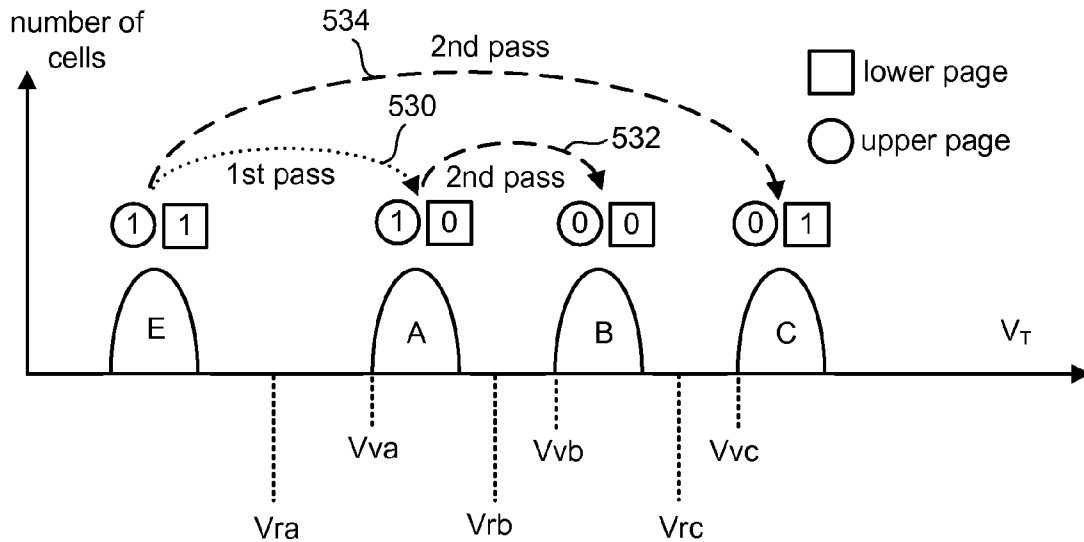 number of
cells
534
2nd pass
lower page
530
532
upper page
1st pass
2nd pass
1 1
1 0
0 0
0 1
E
A
B
C
VT
Vva
Vvb
Vvc
Vra
Vrb
Vrc